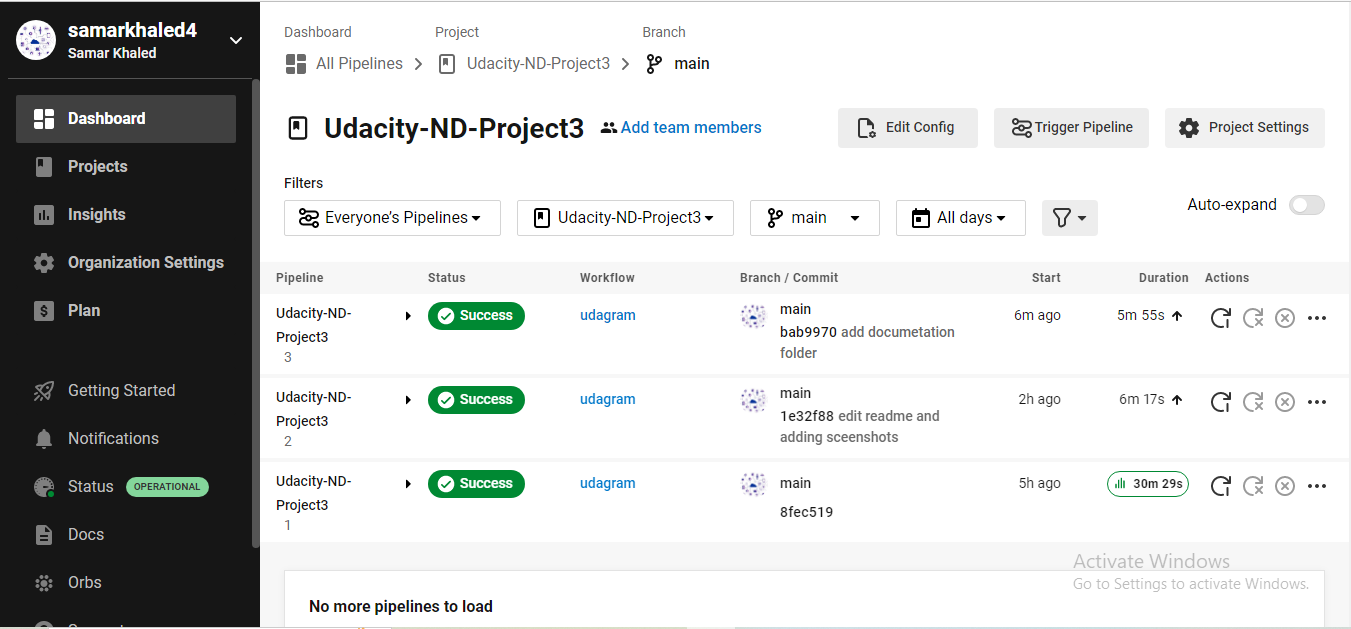 samarkhaled4
Samar Khaled
Dashboard
Projects
Insights
Organization Settings
Plan
Getting Started
Notifications
Status OPERATIONAL
Docs
Orbs
Dashboard Project Branch
All Pipelines Udacity-ND-Project3 main
Udacity-ND-Project3 Add team members Edit Config Trigger Pipeline Project Settings
Filters
Everyone's Pipelines Udacity-ND-Project3 main All days Auto-expand
Pipeline Status Workflow Branch / Commit Start Duration Actions
Udacity-ND-
Project3
3
Success udagram
main
bab9970 add documetation
folder
6m ago 5m 55s
Udacity-ND-
Project3
2
Success udagram
main
1e32f88 edit readme and
adding sceenshots
2h ago 6m 17s
Udacity-ND-
Project3
1
Success udagram
main
8fec519
5h ago 30m 29s
Activate Windows
Go to Settings to activate Windows.
No more pipelines to load